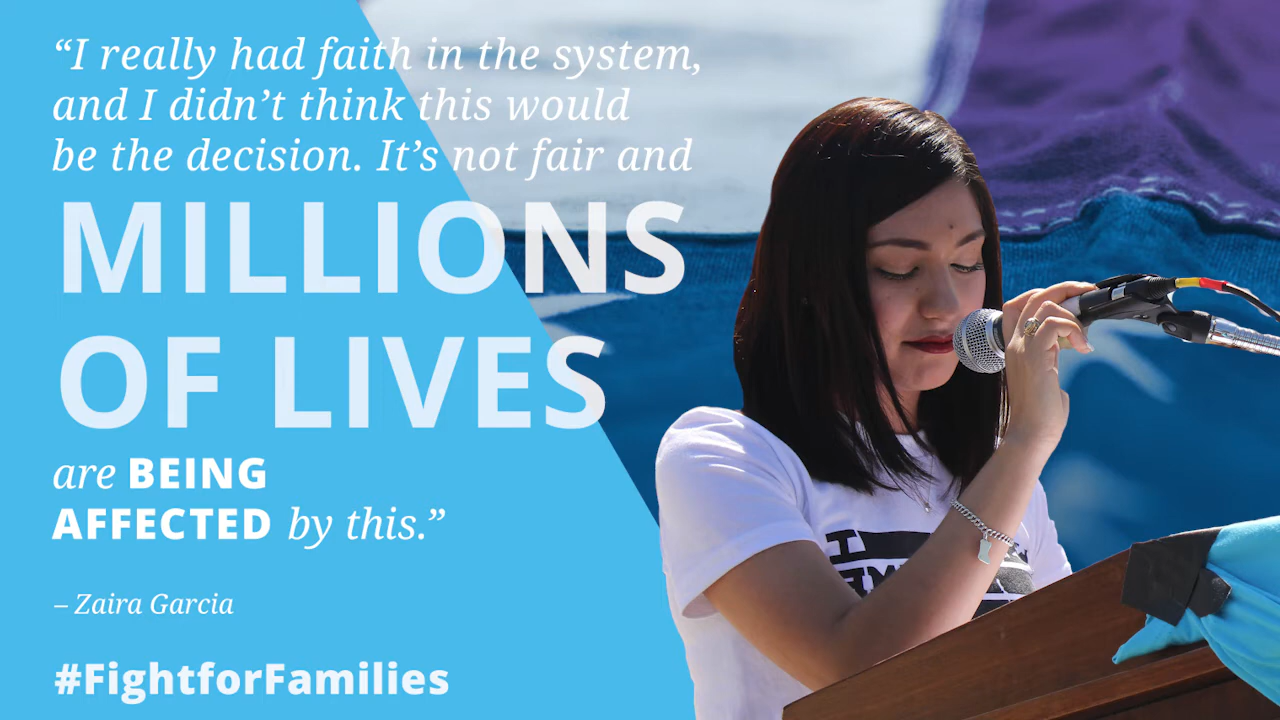 “I really had faith in the system,
and I didn’t think this would
be the decision. It’s not fair and
MILLIONS
OF LIVES
are BEING
AFFECTED by this.”
– Zaira Garcia
#FightforFamilies
I